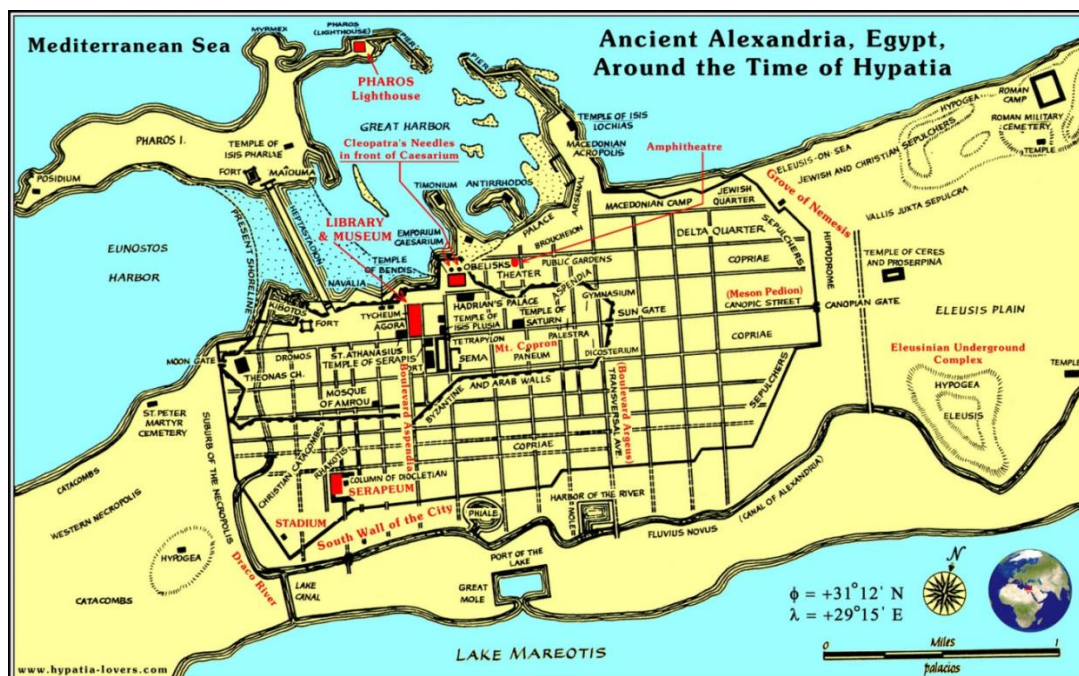 Mediterranean Sea
Ancient Alexandria, Egypt,
Around the Time of Hypatia
MYRMEX
PHAROS
(LIGHTHOUSE)
PIER
PIER
PHAROS
Lighthouse
GREAT HARBOR
Cleopatra's Needles
in front of Caesarium
TEMPLE OF ISIS
LOCHIAS
MACEDONIAN
ACROPOLIS
Amphitheatre
HYPOGEA
ROMAN
CAMP
ROMAN MILITARY
CEMETERY
TEMPLE
ELEUSIS-ON-SEA
JEWISH AND CHRISTIAN SEPULCHERS
PHAROS I.
TEMPLE OF
ISIS PHARIAE
FORT
MAÏOUMA
POSIDIUM
TIMONIUM
ANTIRRHODOS
ARSENAL
PALACE
MACEDONIAN CAMP
JEWISH
QUARTER
Grove of Nemesis
VALLIS JUXTA SEPULCRA
EUNOSTOS
HARBOR
PRESENT SHORELINE
HEPTASTADION
LIBRARY
& MUSEUM
EMPORIUM
CAESARIUM
BROUCHEION
DELTA QUARTER
SEPULCHERS
HIPPODROME
TEMPLE
OF BENDIS
OBELISKS
THEATER
PUBLIC GARDENS
COPRIAE
TEMPLE OF CERES
AND PROSERPINA
NAVALIA
KIBOTOS
FORT
TYCHEUM
AGORA
HADRIAN'S PALACE
TEMPLE OF
ISIS PLUSIA
TEMPLE OF
SATURN
ASPENDIA
GYMNASIUM
SUN GATE
(Meson Pedion)
CANOPIC STREET
CANOPIAN GATE
ELEUSIS PLAIN
MOON GATE
DROMOS
ST. ATHANASIUS
TEMPLE OF SERAPIS
FORT
TETRAPYLON
SEMA
Mt. Copron
PANEUM
PALESTRA
DICOSTERIUM
COPRIAE
THEONAS CH.
MOSQUE
OF AMROU
BYZANTINE AND ARAB WALLS
Boulevard Aspendia
(Boulevard Argeus)
TRANSVERSAL AVE.
SEPULCHERS
Eleusinian Underground
Complex
HYPOGEA
ELEUSIS
TEMPLE
ST. PETER
MARTYR
CEMETERY
SUBURB OF THE NECROPOLIS
CATACOMBS
WESTERN NECROPOLIS
CHRISTIAN CATACOMBS
RHAKOTIS
COPRIAE
COLUMN OF DIOCLETIAN
SERAPEUM
STADIUM
South Wall of the City
PHIALE
HARBOR OF THE RIVER
MOLE
FLUVIUS NOVUS
(CANAL OF ALEXANDRIA)
HYPOGEA
Draco River
CATACOMBS
LAKE
CANAL
PORT OF THE
LAKE
GREAT
MOLE
LAKE MAREOTIS
N
ϕ = +31°12' N
λ = +29°15' E
0 Miles 1
palacios
www.hypatia-lovers.com